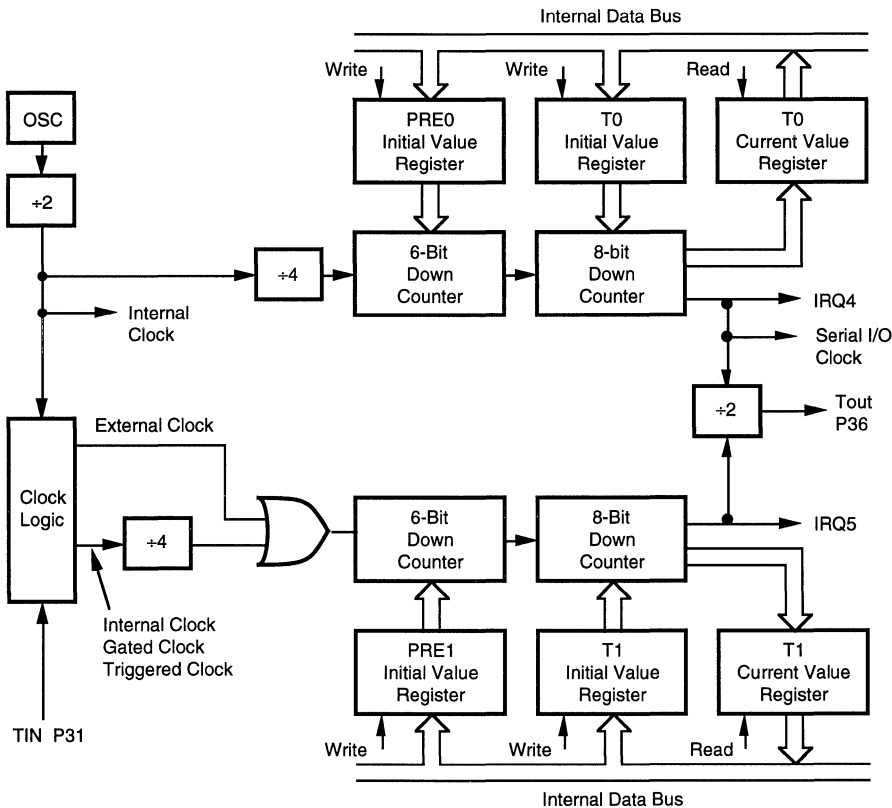 Internal Data Bus
Write
Write
Read
OSC
PRE0
Initial Value
Register
T0
Initial Value
Register
T0
Current Value
Register
÷2
÷4
6-Bit
Down
Counter
8-bit
Down
Counter
Internal
Clock
IRQ4
Serial I/O
Clock
÷2
Tout
P36
External Clock
Clock
Logic
÷4
6-Bit
Down
Counter
8-Bit
Down
Counter
IRQ5
Internal Clock
Gated Clock
Triggered Clock
PRE1
Initial Value
Register
T1
Initial Value
Register
T1
Current Value
Register
TIN P31
Write
Write
Read
Internal Data Bus